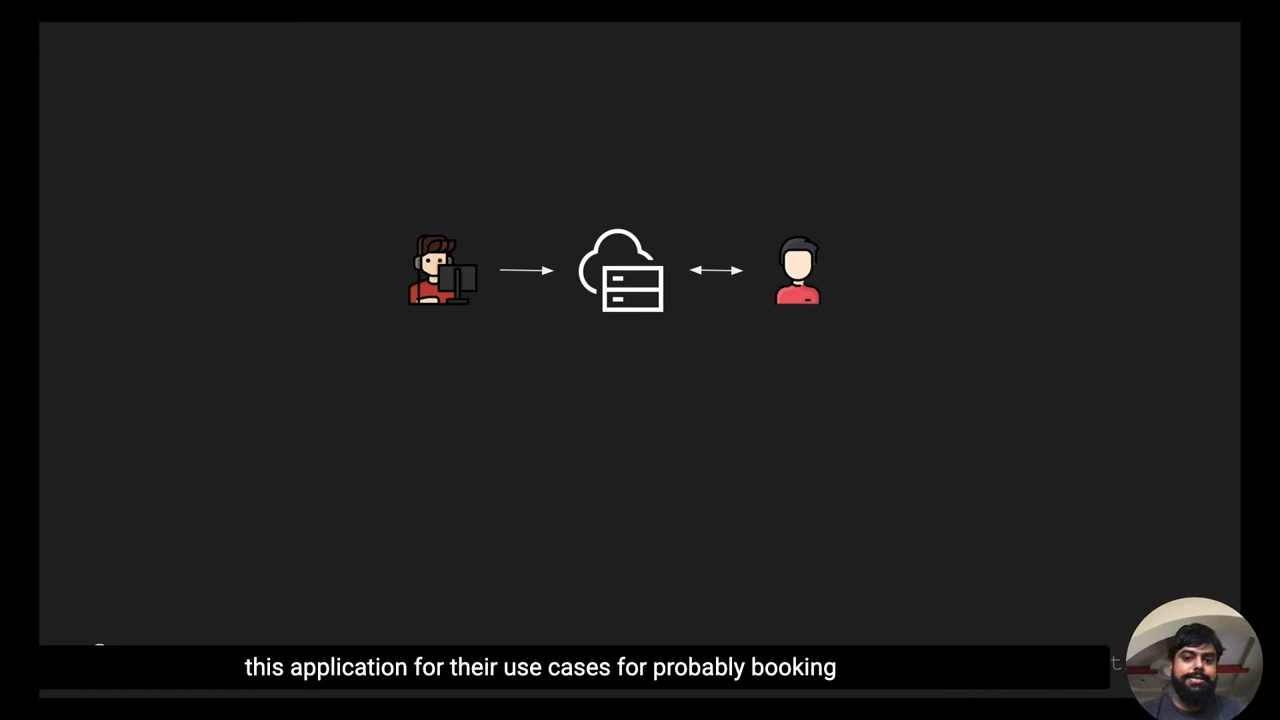 this application for their use cases for probably booking